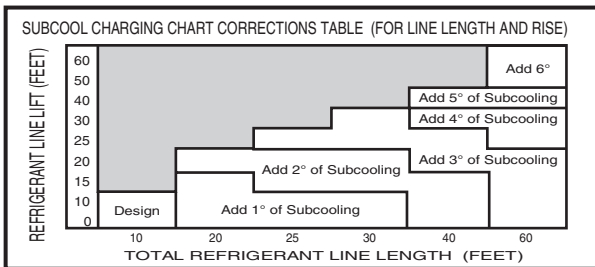 SUBCOOL CHARGING CHART CORRECTIONS TABLE (FOR LINE LENGTH AND RISE)
REFRIGERANT LINE LIFT (FEET)
60
50
40
30
25
20
15
10
0
Add 6°
Add 5° of Subcooling
Add 4° of Subcooling
Add 3° of Subcooling
Add 2° of Subcooling
Design
Add 1° of Subcooling
10 20 25 30 40 60
TOTAL REFRIGERANT LINE LENGTH (FEET)